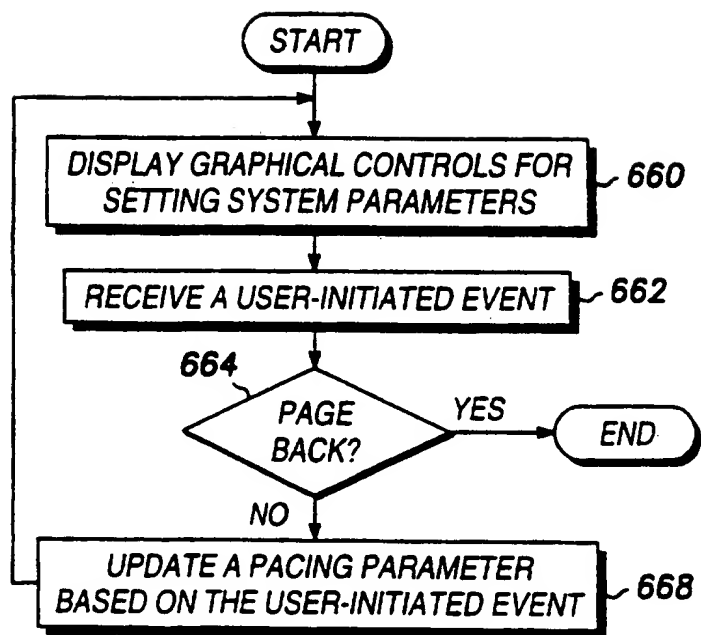 START
DISPLAY GRAPHICAL CONTROLS FOR
SETTING SYSTEM PARAMETERS
660
RECEIVE A USER-INITIATED EVENT
662
664
PAGE
BACK?
YES
END
NO
UPDATE A PACING PARAMETER
BASED ON THE USER-INITIATED EVENT
668